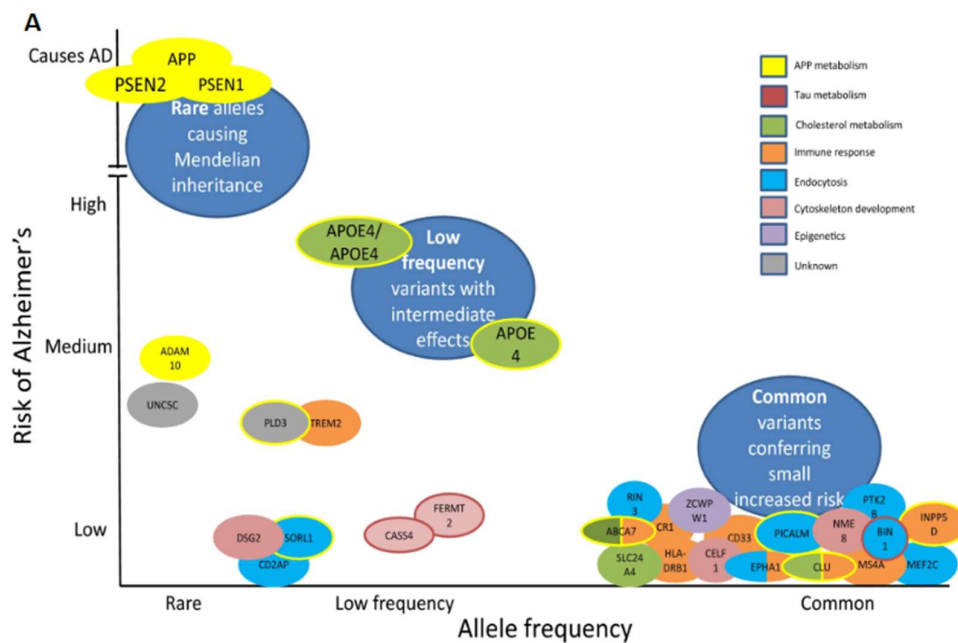 A
Causes AD
APP
PSEN2
PSEN1
Rare alleles
causing
Mendelian
inheritance
High
APOE4/
APOE4
Low
frequency
variants with
intermediate
effects
APOE
4
Medium
ADAM
10
UNC5C
PLD3
TREM2
Common
variants
conferring
small
increased risk
Low
DSG2
SORL1
CD2AP
FERMT
2
CASS4
RIN
3
ZCWP
W1
ABCA7
CR1
CD33
SLC24
A4
HLA-
DRB1
CELF
1
EPHA1
PICALM
CLU
NME
8
PTK2
B
BIN
1
MS4A
INPP5
D
MEF2C
Risk of Alzheimer's
Rare
Low frequency
Common
Allele frequency
APP metabolism
Tau metabolism
Cholesterol metabolism
Immune response
Endocytosis
Cytoskeleton development
Epigenetics
Unknown